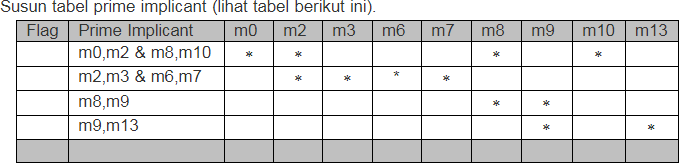 Susun tabel prime implicant (lihat tabel berikut ini).
Flag Prime Implicant m0 m2 m3 m6 m7 m8 m9 m10 m13
m0,m2 & m8,m10 * * * *
m2,m3 & m6,m7 * * * *
m8,m9 * *
m9,m13 * *